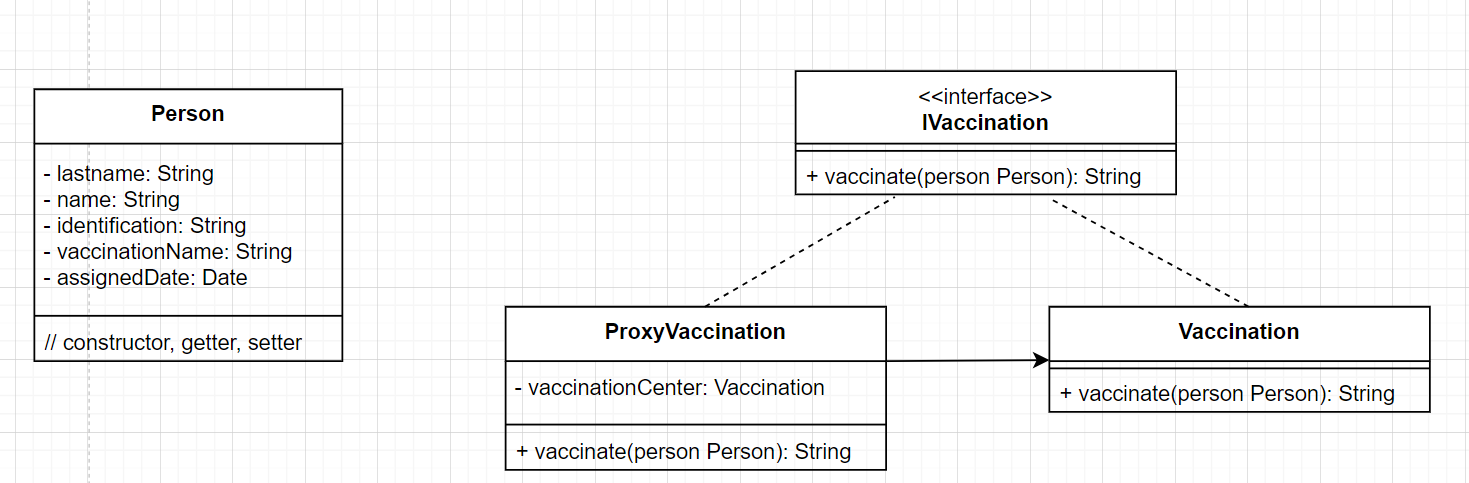 Person
- lastname: String
- name: String
- identification: String
- vaccinationName: String
- assignedDate: Date
// constructor, getter, setter
<<interface>>
IVaccination
+ vaccinate(person Person): String
ProxyVaccination
- vaccinationCenter: Vaccination
+ vaccinate(person Person): String
Vaccination
+ vaccinate(person Person): String